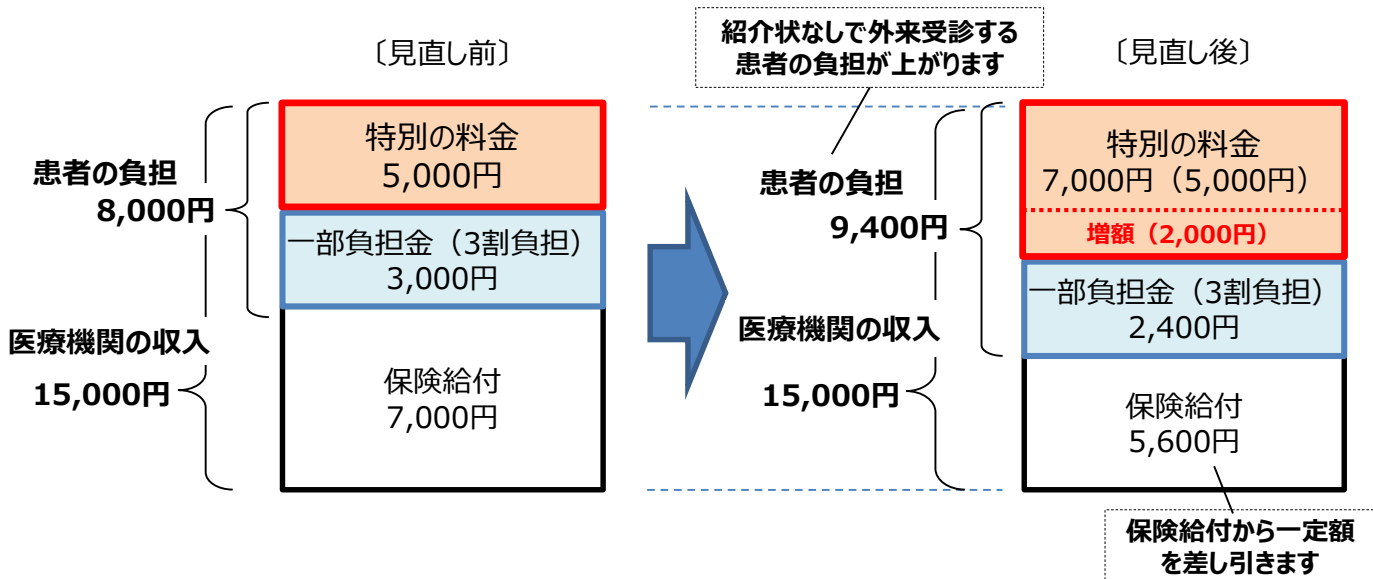 〔見直し前〕
患者の負担
8,000円
医療機関の収入
15,000円
特別の料金
5,000円
一部負担金（3割負担）
3,000円
保険給付
7,000円
紹介状なしで外来受診する
患者の負担が上がります
〔見直し後〕
患者の負担
9,400円
医療機関の収入
15,000円
特別の料金
7,000円（5,000円）
増額（2,000円）
一部負担金（3割負担）
2,400円
保険給付
5,600円
保険給付から一定額
を差し引きます